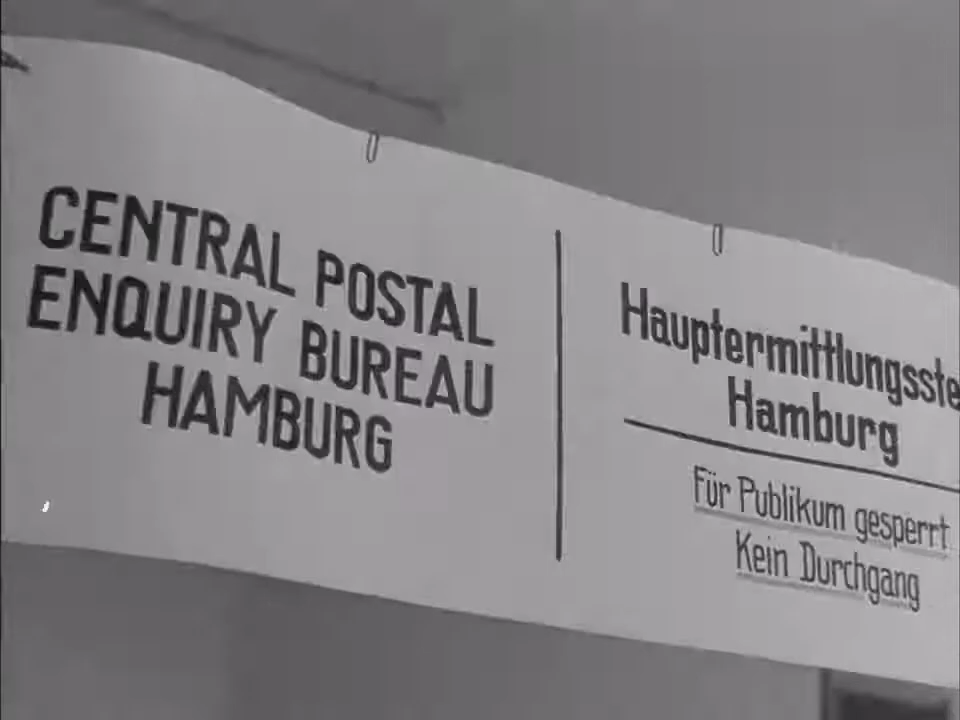 CENTRAL POSTAL
ENQUIRY BUREAU
HAMBURG
Hauptermittlungsste
Hamburg
Für Publikum gesperrt
Kein Durchgang